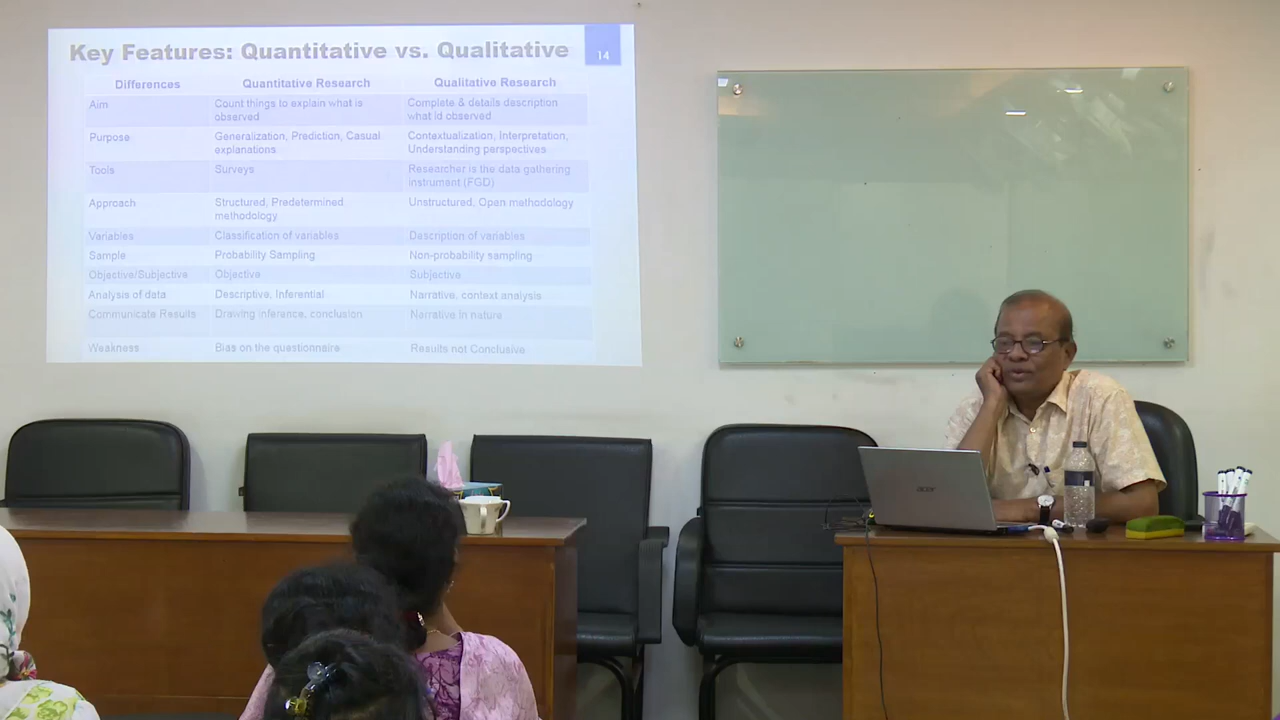 Key Features: Quantitative vs. Qualitative
14
Differences Quantitative Research Qualitative Research
Aim Count things to explain what is observed Complete & details description what id observed
Purpose Generalization, Prediction, Casual explanations Contextualization, Interpretation, Understanding perspectives
Tools Surveys Researcher is the data gathering instrument (FGD)
Approach Structured, Predetermined methodology Unstructured, Open methodology
Variables Classification of variables Description of variables
Sample Probability Sampling Non-probability sampling
Objective/Subjective Objective Subjective
Analysis of data Descriptive, Inferential Narrative, context analysis
Communicate Results Drawing inference, conclusion Narrative in nature
Weakness Bias on the questionnaire Results not Conclusive
acer